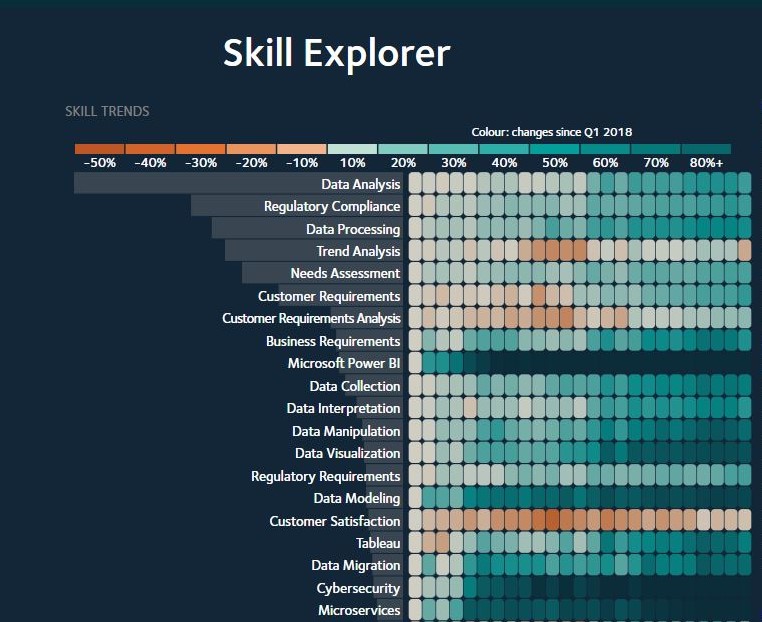 Skill Explorer
SKILL TRENDS
Colour: changes since Q1 2018
-50% -40% -30% -20% -10% 10% 20% 30% 40% 50% 60% 70% 80%+
Data Analysis
Regulatory Compliance
Data Processing
Trend Analysis
Needs Assessment
Customer Requirements
Customer Requirements Analysis
Business Requirements
Microsoft Power BI
Data Collection
Data Interpretation
Data Manipulation
Data Visualization
Regulatory Requirements
Data Modeling
Customer Satisfaction
Tableau
Data Migration
Cybersecurity
Microservices